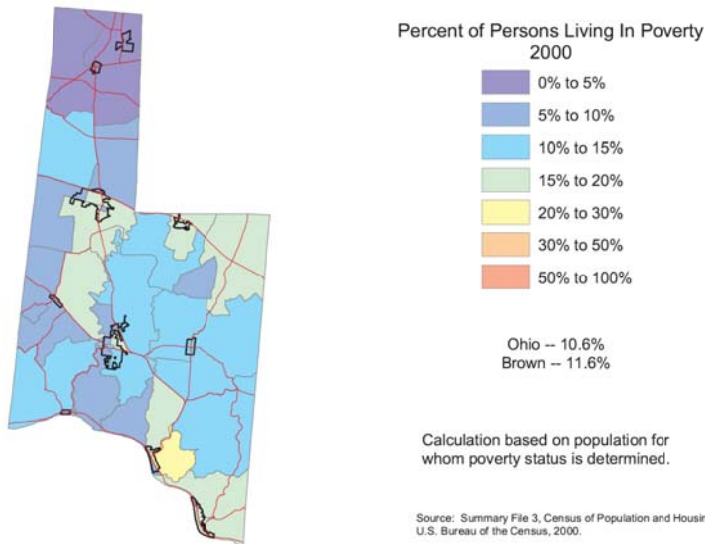 Percent of Persons Living In Poverty
2000
0% to 5%
5% to 10%
10% to 15%
15% to 20%
20% to 30%
30% to 50%
50% to 100%
Ohio -- 10.6%
Brown -- 11.6%
Calculation based on population for
whom poverty status is determined.
Source: Summary File 3, Census of Population and Housin
U.S. Bureau of the Census, 2000.